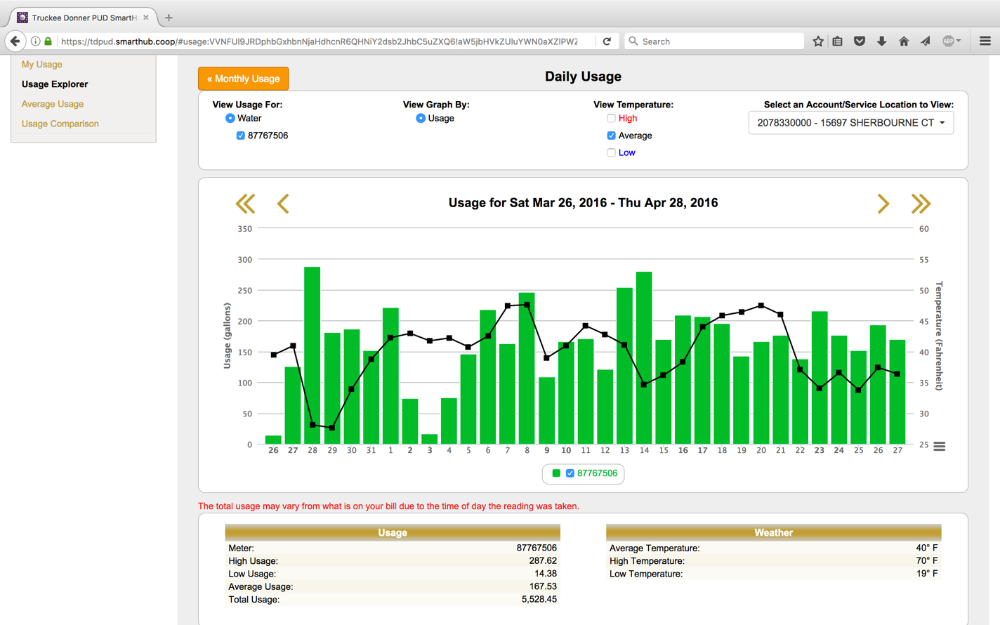 Truckee Donner PUD SmartH
https://tdpud.smarthub.coop/#usage:
Search
ABP
My Usage
Usage Explorer
Average Usage
Usage Comparison
« Monthly Usage
Daily Usage
View Usage For:
Water
87767506
View Graph By:
Usage
View Temperature:
High
Average
Low
Select an Account/Service Location to View:
2078330000 - 15697 SHERBOURNE CT
Usage for Sat Mar 26, 2016 - Thu Apr 28, 2016
350
300
250
200
150
100
50
0
Usage (gallons)
60
55
50
45
40
35
30
25
Temperature (Fahrenheit)
26 27 28 29 30 31 1 2 3 4 5 6 7 8 9 10 11 12 13 14 15 16 17 18 19 20 21 22 23 24 25 26 27
87767506
The total usage may vary from what is on your bill due to the time of day the reading was taken.
Usage
Meter: 87767506
High Usage: 287.62
Low Usage: 14.38
Average Usage: 167.53
Total Usage: 5,528.45
Weather
Average Temperature: 40° F
High Temperature: 70° F
Low Temperature: 19° F